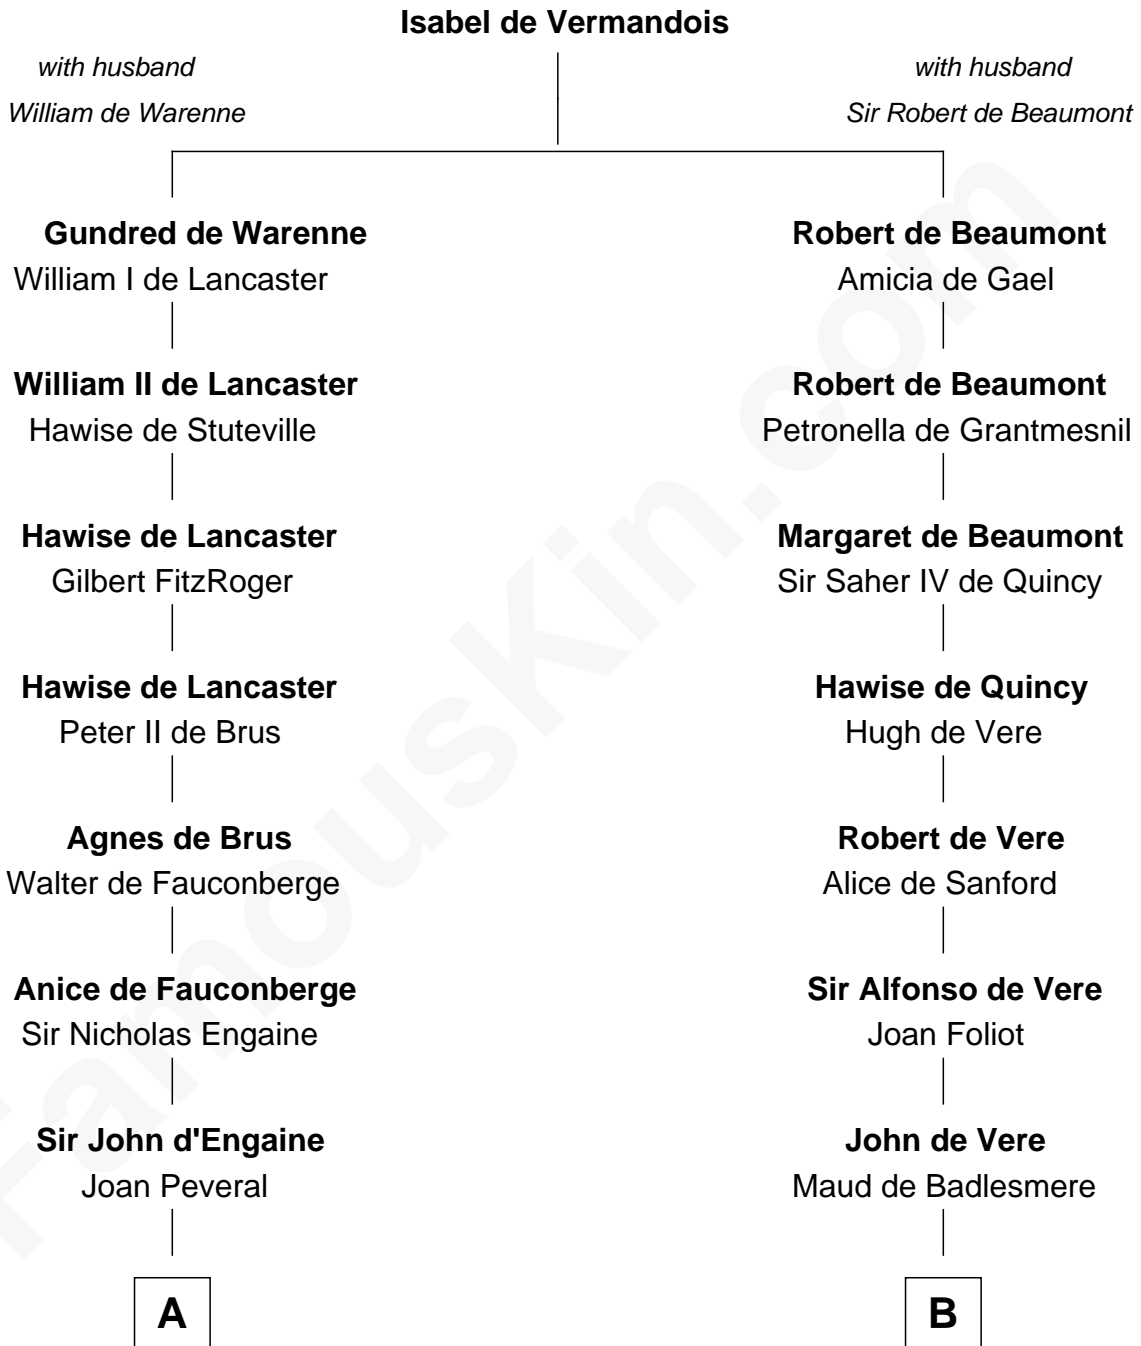 Isabel de Vermandois
with husband
William de Warenne
with husband
Sir Robert de Beaumont
Gundred de Warenne
William I de Lancaster
Robert de Beaumont
Amicia de Gael
William II de Lancaster
Hawise de Stuteville
Robert de Beaumont
Petronella de Grantmesnil
Hawise de Lancaster
Gilbert FitzRoger
Margaret de Beaumont
Sir Saher IV de Quincy
Hawise de Lancaster
Peter II de Brus
Hawise de Quincy
Hugh de Vere
Agnes de Brus
Walter de Fauconberge
Robert de Vere
Alice de Sanford
Anice de Fauconberge
Sir Nicholas Engaine
Sir Alfonso de Vere
Joan Foliot
Sir John d'Engaine
Joan Peveral
John de Vere
Maud de Badlesmere
A
B
FamousKin.com